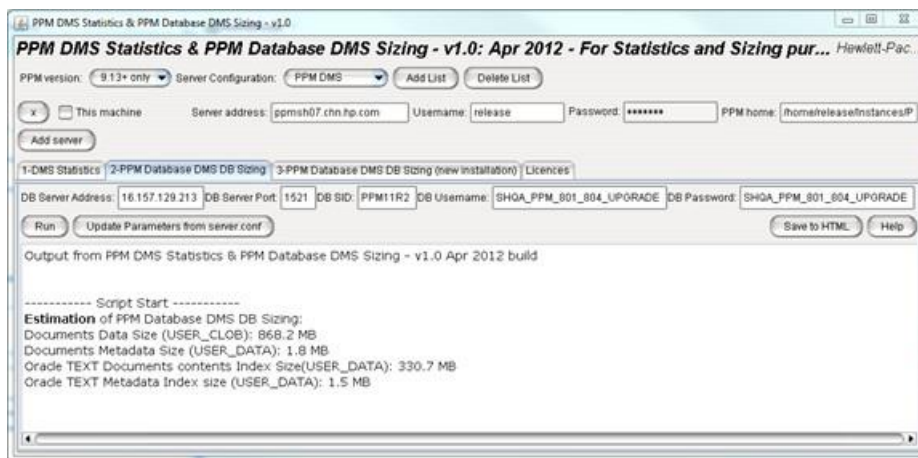 PPM DMS Statistics & PPM Database DMS Sizing - v1.0
PPM DMS Statistics & PPM Database DMS Sizing - v1.0: Apr 2012 - For Statistics and Sizing pur... Hewlett-Pac...
PPM version: 9.13+ only Server Configuration: PPM DMS Add List Delete List
x This machine Server address: ppmsh07.chn.hp.com Username: release Password: ••••••• PPM home: /home/release/instances/P
Add server
1-DMS Statistics 2-PPM Database DMS DB Sizing 3-PPM Database DMS DB Sizing (new installation) Licences
DB Server Address: 16.157.129.213 DB Server Port: 1521 DB SID: PPM11R2 DB Username: SHQA_PPM_801_804_UPGRADE DB Password: SHQA_PPM_801_804_UPGRADE
Run Update Parameters from server.conf Save to HTML Help
Output from PPM DMS Statistics & PPM Database DMS Sizing - v1.0 Apr 2012 build
----------- Script Start -----------
Estimation of PPM Database DMS DB Sizing:
Documents Data Size (USER_CLOB): 868.2 MB
Documents Metadata Size (USER_DATA): 1.8 MB
Oracle TEXT Documents contents Index Size(USER_DATA): 330.7 MB
Oracle TEXT Metadata Index size (USER_DATA): 1.5 MB